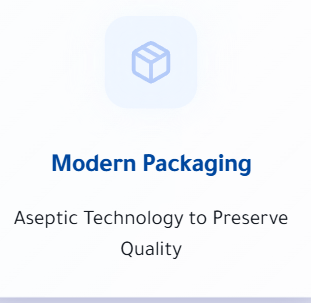 Modern Packaging
Aseptic Technology to Preserve
Quality